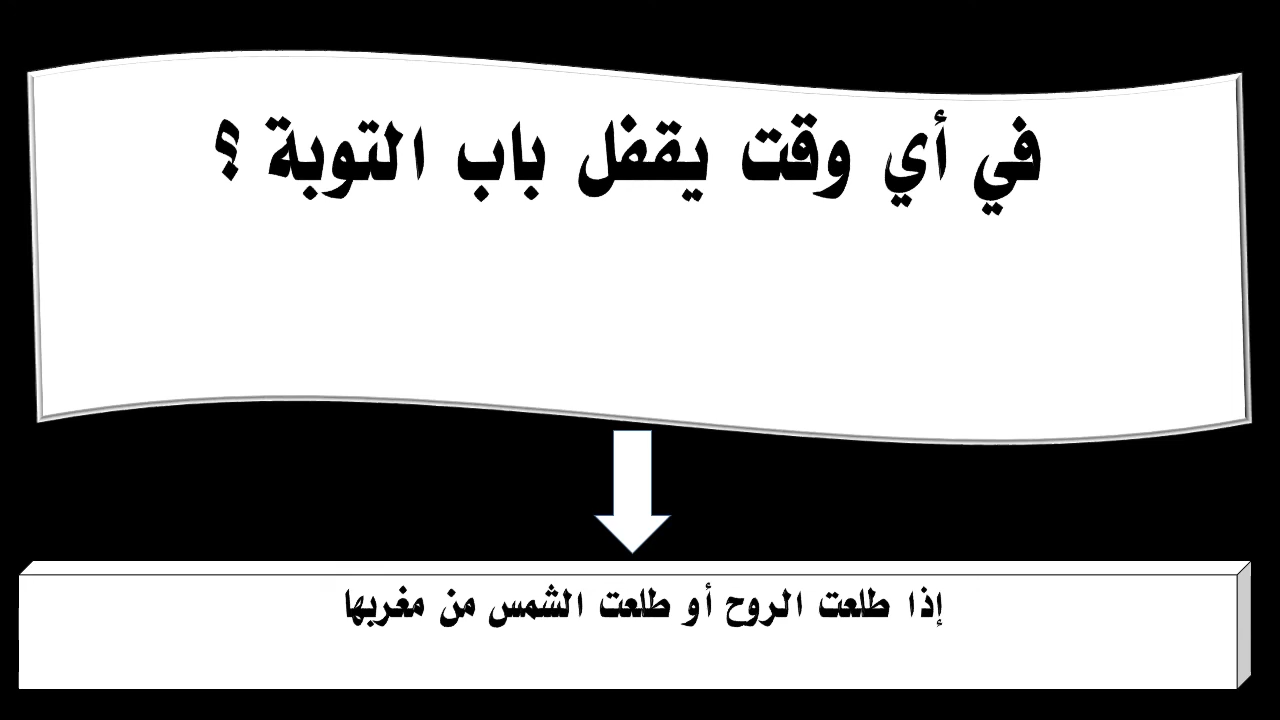 في أي وقت يقفل باب التوبة ؟
إذا طلعت الروح أو طلعت الشمس من مغربها